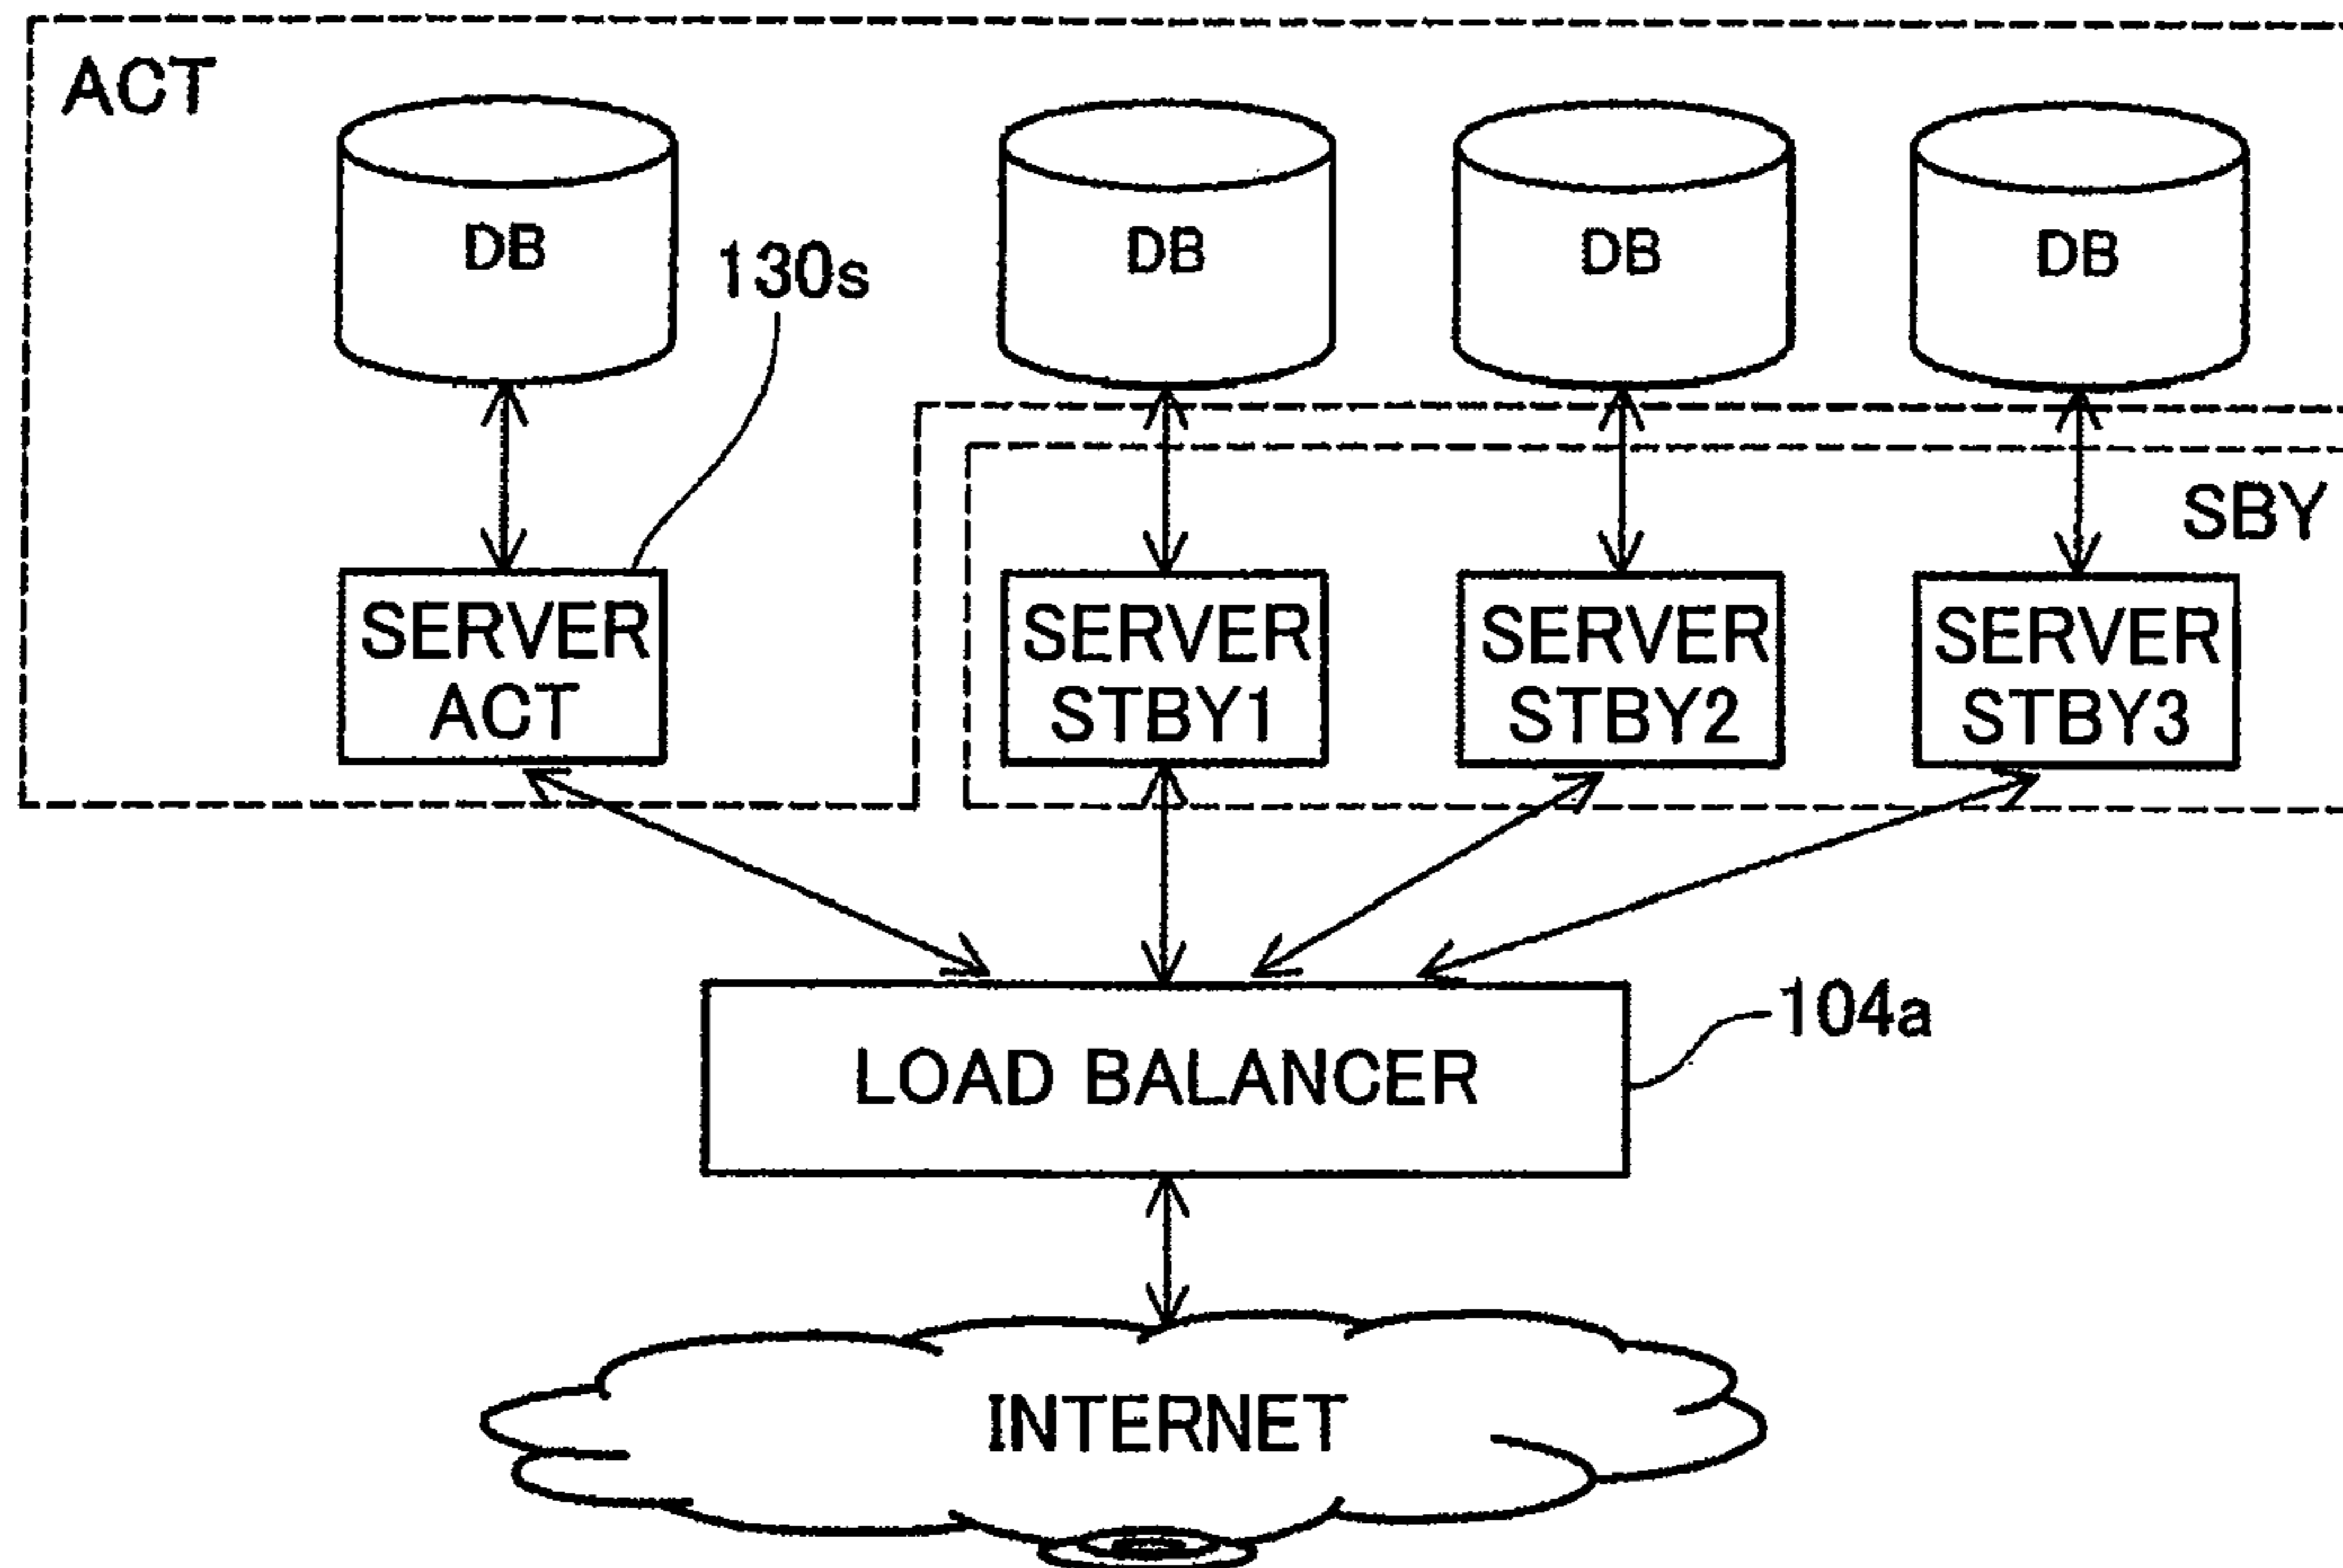 ACT
DB
DB
DB
DB
130s
SBY
SERVER
ACT
SERVER
STBY1
SERVER
STBY2
SERVER
STBY3
104a
LOAD BALANCER
INTERNET